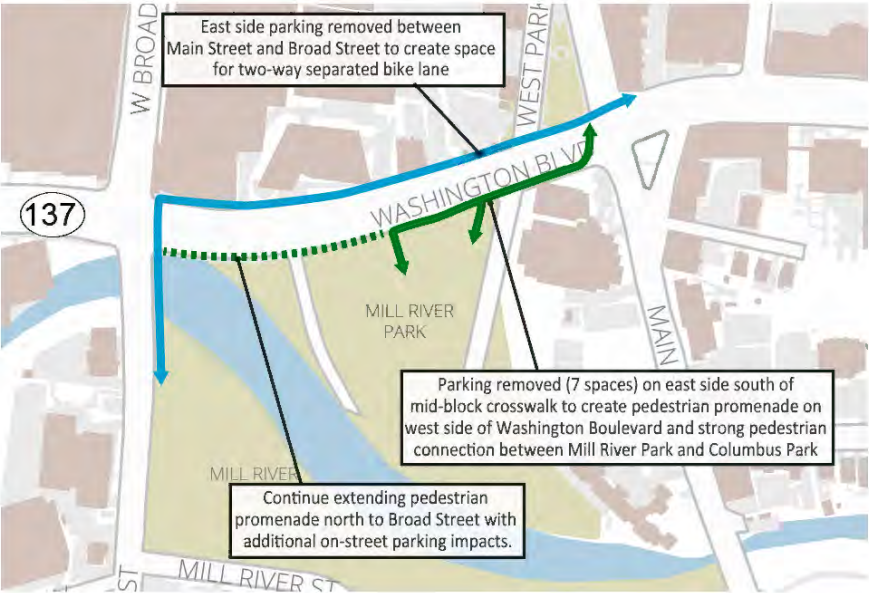 East side parking removed between
Main Street and Broad Street to create space
for two-way separated bike lane
W BROAD
WEST PARK
137
WASHINGTON BLVD
MILL RIVER
PARK
MAIN
Parking removed (7 spaces) on east side south of
mid-block crosswalk to create pedestrian promenade on
west side of Washington Boulevard and strong pedestrian
connection between Mill River Park and Columbus Park
MILL RIVER
Continue extending pedestrian
promenade north to Broad Street with
additional on-street parking impacts.
ST
MILL RIVER ST